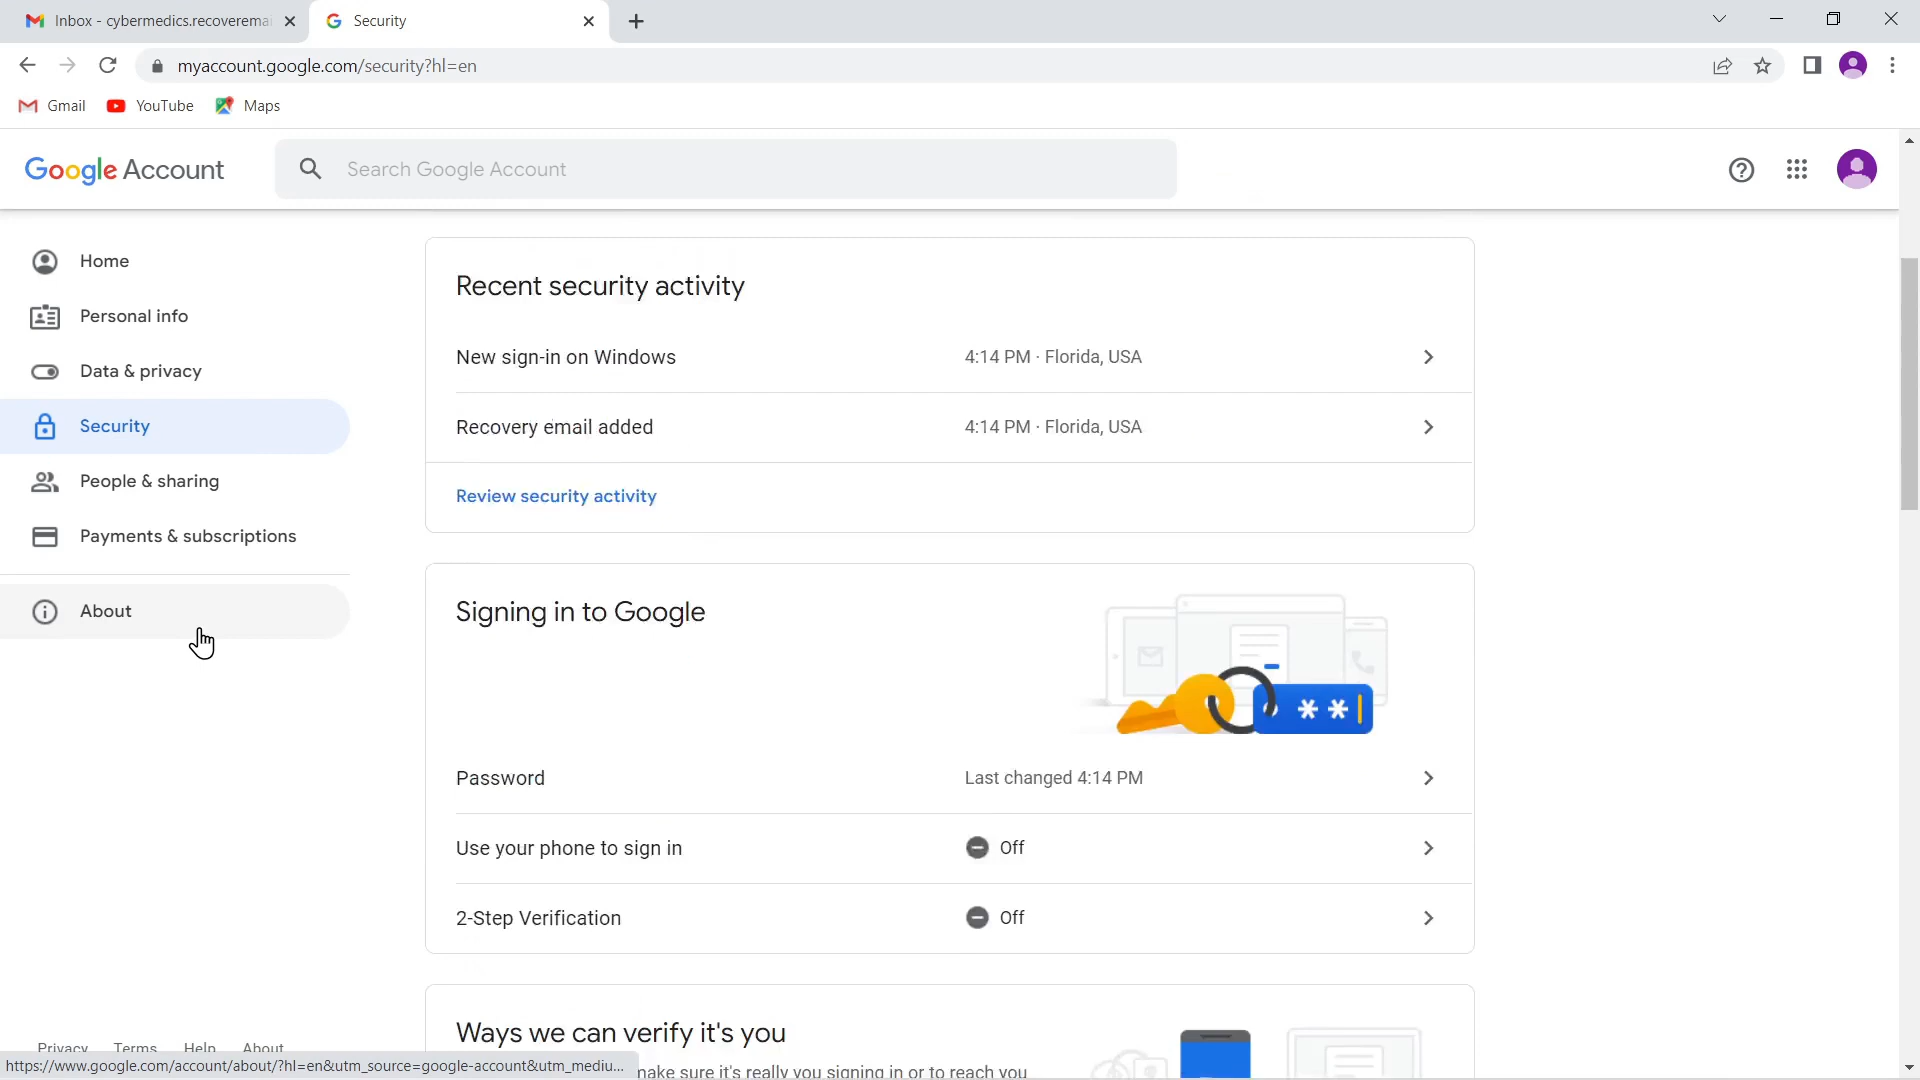 Inbox - cybermedics.recoveremai
Security
myaccount.google.com/security?hl=en
Gmail
YouTube
Maps
Google Account
Search Google Account
Home
Personal info
Data & privacy
Security
People & sharing
Payments & subscriptions
About
Recent security activity
New sign-in on Windows
4:14 PM · Florida, USA
Recovery email added
4:14 PM · Florida, USA
Review security activity
Signing in to Google
**
Password
Last changed 4:14 PM
Use your phone to sign in
Off
2-Step Verification
Off
Ways we can verify it's you
make sure it's really you signing in or to reach you
Privacy Terms Help About
https://www.google.com/account/about/?hl=en&utm_source=google-account&utm_mediu...